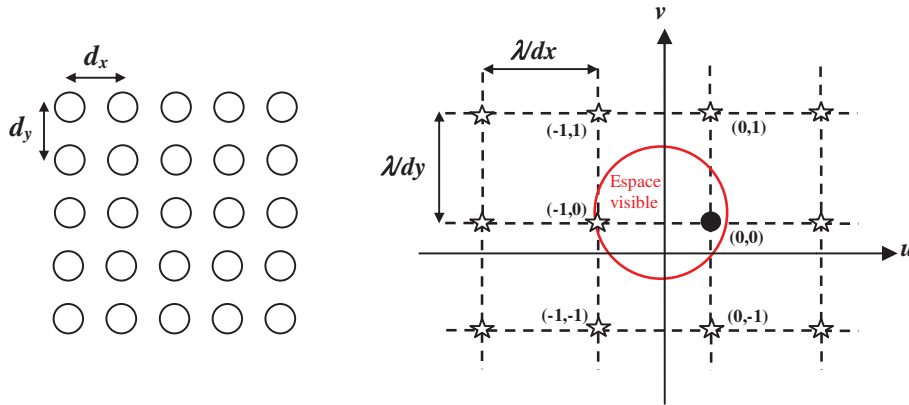 dx
dy
v
λ/dx
(-1,1)
(0,1)
λ/dy
Espace
visible
(-1,0)
(0,0)
u
(-1,-1)
(0,-1)